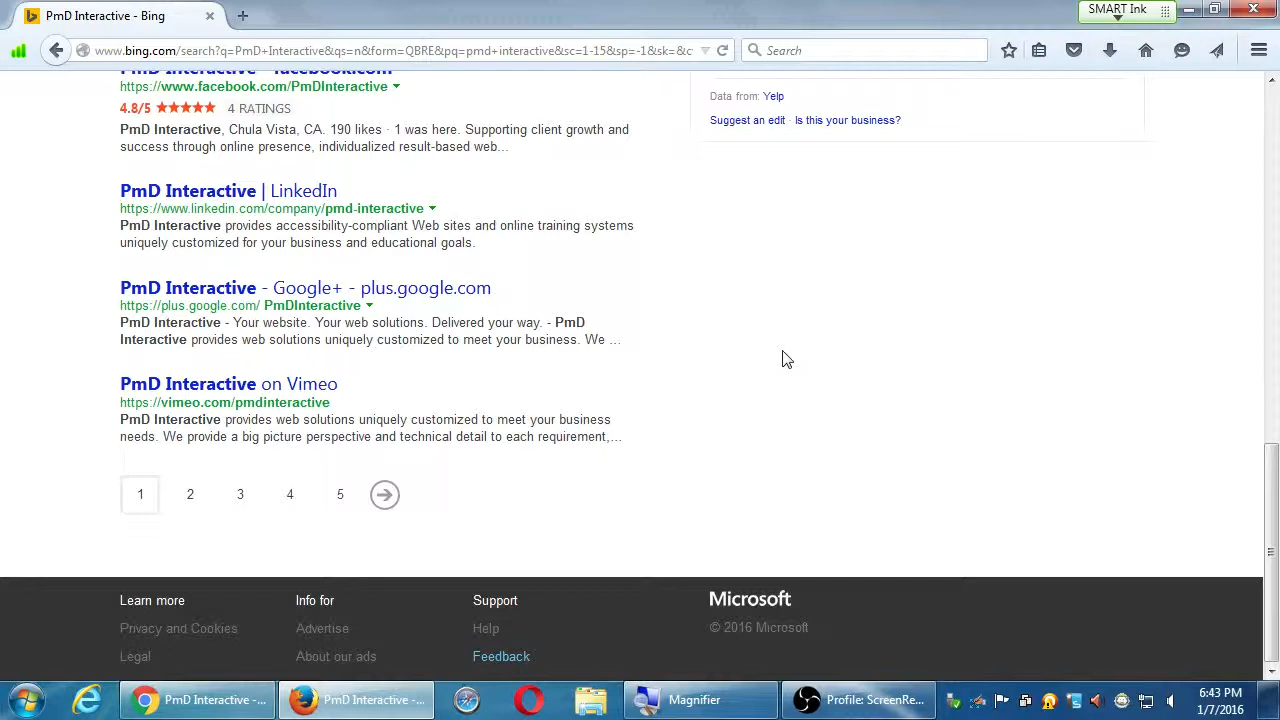 PmD Interactive - Bing
SMART Ink
www.bing.com/search?q=PmD+Interactive&qs=n&form=QBRE&pq=pmd+interactive&sc=1-15&sp=-1&sk=&c
Search
PmD Interactive - facebook.com
https://www.facebook.com/PmDInteractive
4.8/5 4 RATINGS
PmD Interactive, Chula Vista, CA. 190 likes · 1 was here. Supporting client growth and
success through online presence, individualized result-based web...
Data from: Yelp
Suggest an edit · Is this your business?
PmD Interactive | LinkedIn
https://www.linkedin.com/company/pmd-interactive
PmD Interactive provides accessibility-compliant Web sites and online training systems
uniquely customized for your business and educational goals.
PmD Interactive - Google+ - plus.google.com
https://plus.google.com/ PmDInteractive
PmD Interactive - Your website. Your web solutions. Delivered your way. - PmD
Interactive provides web solutions uniquely customized to meet your business. We ...
PmD Interactive on Vimeo
https://vimeo.com/pmdinteractive
PmD Interactive provides web solutions uniquely customized to meet your business
needs. We provide a big picture perspective and technical detail to each requirement,...
1 2 3 4 5
Learn more Info for Support Microsoft
Privacy and Cookies Advertise Help © 2016 Microsoft
Legal About our ads Feedback
PmD Interactive -... PmD Interactive -... Magnifier Profile: ScreenRe...
6:43 PM
1/7/2016